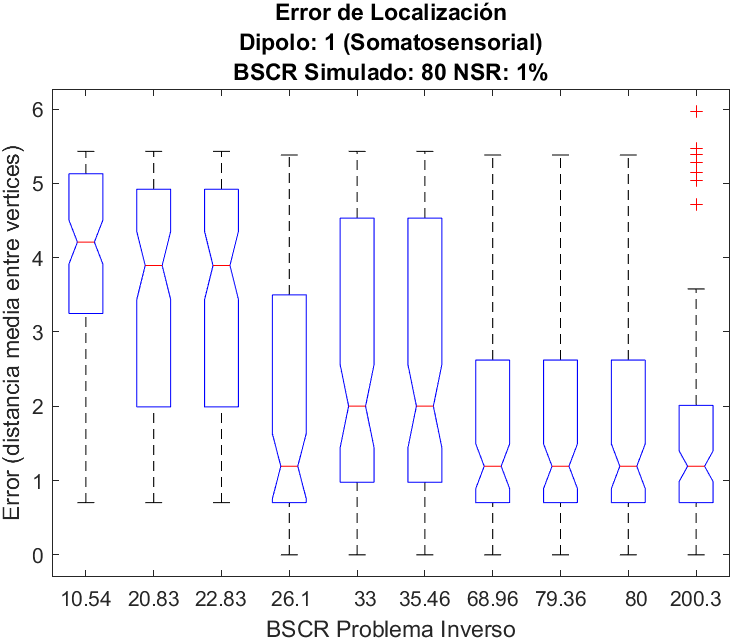 Error de Localización
Dipolo: 1 (Somatosensorial)
BSCR Simulado: 80 NSR: 1%
Error (distancia media entre vertices)
6
5
4
3
2
1
0
10.54 20.83 22.83 26.1 33 35.46 68.96 79.36 80 200.3
BSCR Problema Inverso